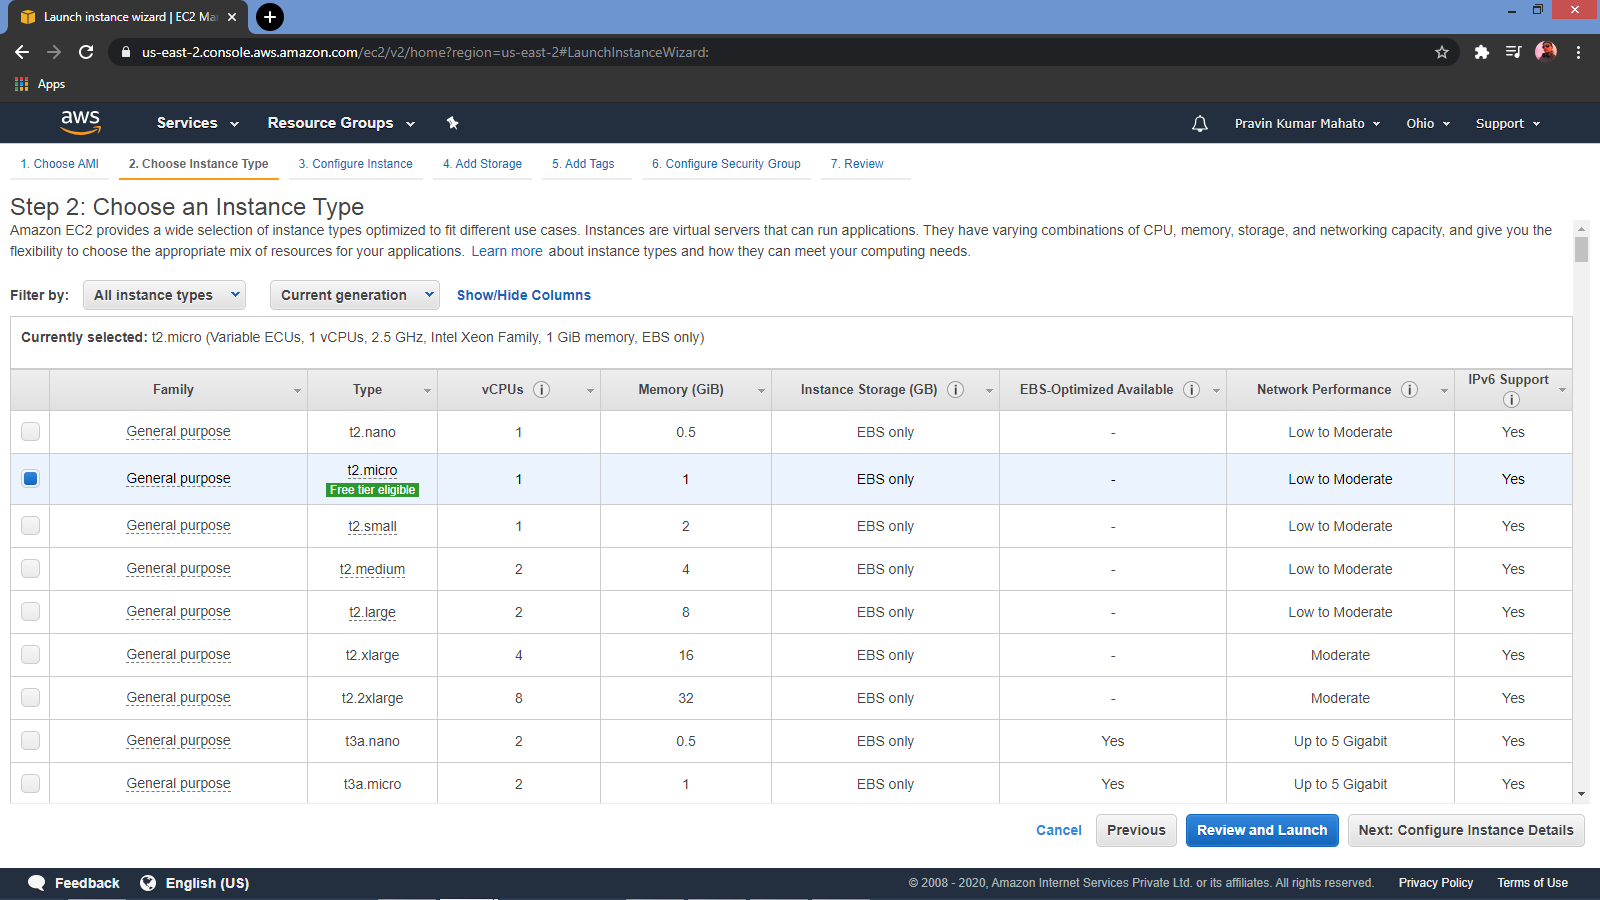 Launch instance wizard | EC2 Ma
us-east-2.console.aws.amazon.com/ec2/v2/home?region=us-east-2#LaunchInstanceWizard:
Apps
aws Services Resource Groups Pravin Kumar Mahato Ohio Support
1. Choose AMI 2. Choose Instance Type 3. Configure Instance 4. Add Storage 5. Add Tags 6. Configure Security Group 7. Review
Step 2: Choose an Instance Type
Amazon EC2 provides a wide selection of instance types optimized to fit different use cases. Instances are virtual servers that can run applications. They have varying combinations of CPU, memory, storage, and networking capacity, and give you the
flexibility to choose the appropriate mix of resources for your applications. Learn more about instance types and how they can meet your computing needs.
Filter by: All instance types Current generation Show/Hide Columns
Currently selected: t2.micro (Variable ECUs, 1 vCPUs, 2.5 GHz, Intel Xeon Family, 1 GiB memory, EBS only)
Family Type vCPUs i Memory (GiB) Instance Storage (GB) i EBS-Optimized Available i Network Performance i IPv6 Support i
General purpose t2.nano 1 0.5 EBS only - Low to Moderate Yes
General purpose t2.micro Free tier eligible 1 1 EBS only - Low to Moderate Yes
General purpose t2.small 1 2 EBS only - Low to Moderate Yes
General purpose t2.medium 2 4 EBS only - Low to Moderate Yes
General purpose t2.large 2 8 EBS only - Low to Moderate Yes
General purpose t2.xlarge 4 16 EBS only - Moderate Yes
General purpose t2.2xlarge 8 32 EBS only - Moderate Yes
General purpose t3a.nano 2 0.5 EBS only Yes Up to 5 Gigabit Yes
General purpose t3a.micro 2 1 EBS only Yes Up to 5 Gigabit Yes
Cancel Previous Review and Launch Next: Configure Instance Details
Feedback English (US) © 2008 - 2020, Amazon Internet Services Private Ltd. or its affiliates. All rights reserved. Privacy Policy Terms of Use